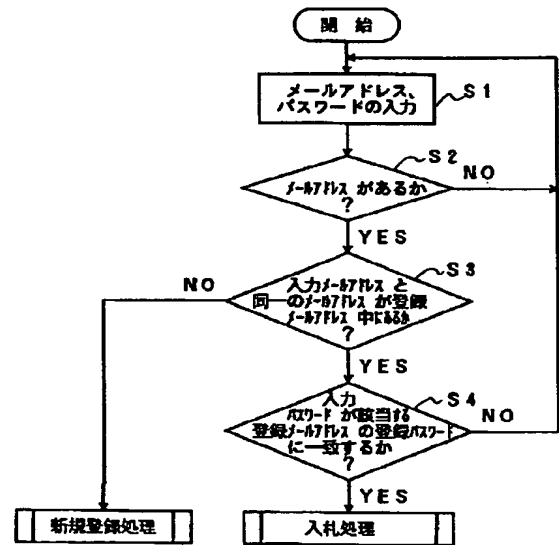 開始
メールアドレス、
パスワードの入力
S1
S2
メールアドレス があるか
?
NO
YES
S3
入力メールアドレス と
同一のメールアドレス が登録
メールアドレス 中にあるか
?
NO
YES
S4
入力
パスワード が該当する
登録メールアドレス の登録パスワード
に一致するか
?
NO
YES
新規登録処理
入札処理